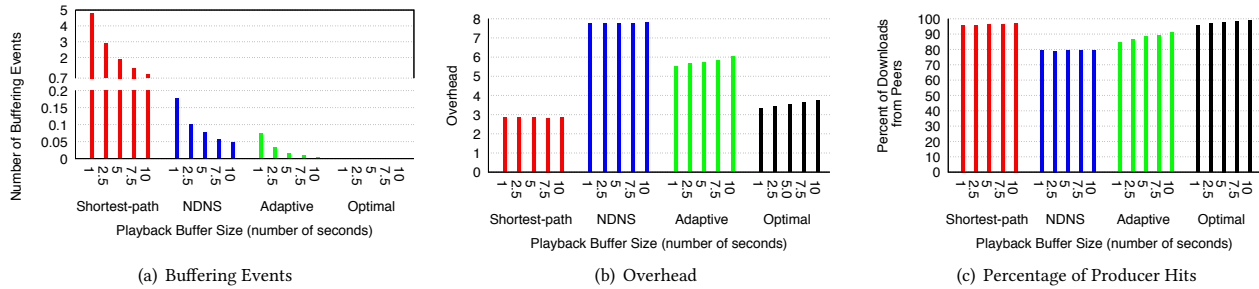 Number of Buffering Events
5
4
3
2
0.7
0.2
0.15
0.1
0.05
0
1 2.5 5 7.5 10 1 2.5 5 7.5 10 1 2.5 5 7.5 10 1 2.5 5 7.5 10
Shortest-path NDNS Adaptive Optimal
Playback Buffer Size (number of seconds)
(a) Buffering Events
Overhead
8
7
6
5
4
3
2
1
0
1 2.5 5 7.5 10 1 2.5 5 7.5 10 1 2.5 5 7.5 10 1 2.5 50 7.5 10
Shortest-path NDNS Adaptive Optimal
Playback Buffer Size (number of seconds)
(b) Overhead
Percent of Downloads
from Peers
100
90
80
70
60
50
40
30
20
10
0
1 2.5 5 7.5 10 1 2.5 5 7.5 10 1 2.5 5 7.5 10 1 2.5 5 7.5 10
Shortest-path NDNS Adaptive Optimal
Playback Buffer Size (number of seconds)
(c) Percentage of Producer Hits